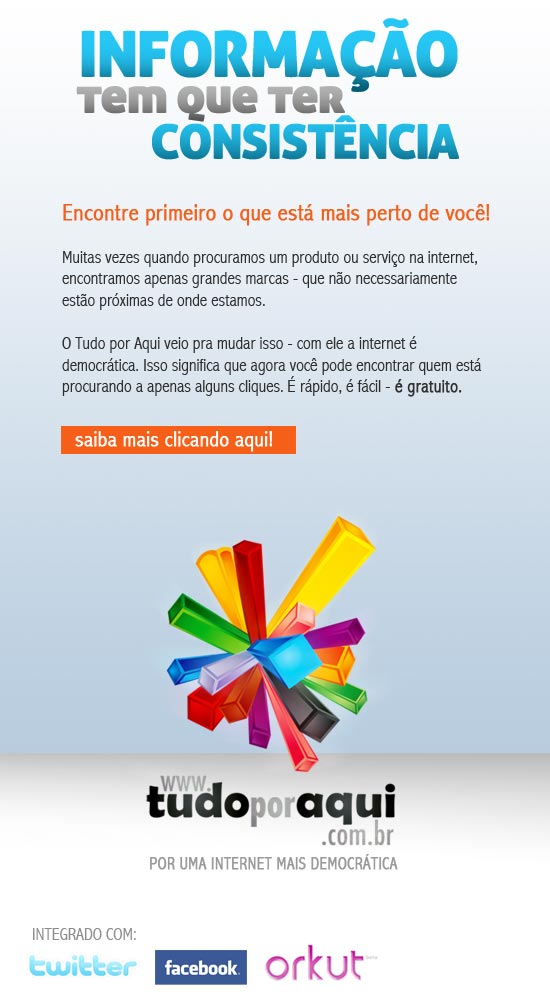 INFORMAÇÃO
TEM QUE TER
CONSISTÊNCIA
Encontre primeiro o que está mais perto de você!
Muitas vezes quando procuramos um produto ou serviço na internet,
encontramos apenas grandes marcas - que não necessariamente
estão próximas de onde estamos.
O Tudo por Aqui veio pra mudar isso - com ele a internet é
democrática. Isso significa que agora você pode encontrar quem está
procurando a apenas alguns cliques. É rápido, é fácil - é gratuito.
saiba mais clicando aqui!
www.
tudoporaqui
.com.br
POR UMA INTERNET MAIS DEMOCRÁTICA
INTEGRADO COM:
twitter facebook. orkut beta